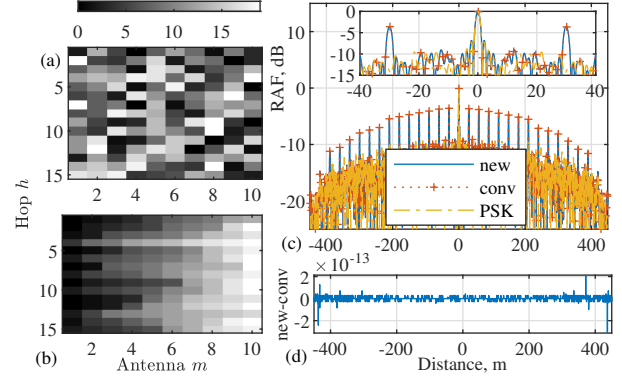 0 5 10 15
(a)
5
10
15
2 4 6 8 10
Hop h
5
10
15
(b)
2 4 6 8 10
Antenna m
0
-5
-10
-15
-40 -20 0 20 40
RAF, dB
0
-10
-20
new
conv
PSK
(c)
-400 -200 0 200 400
× 10⁻¹³
new-conv
2
0
-2
(d)
-400 -200 0 200 400
Distance, m